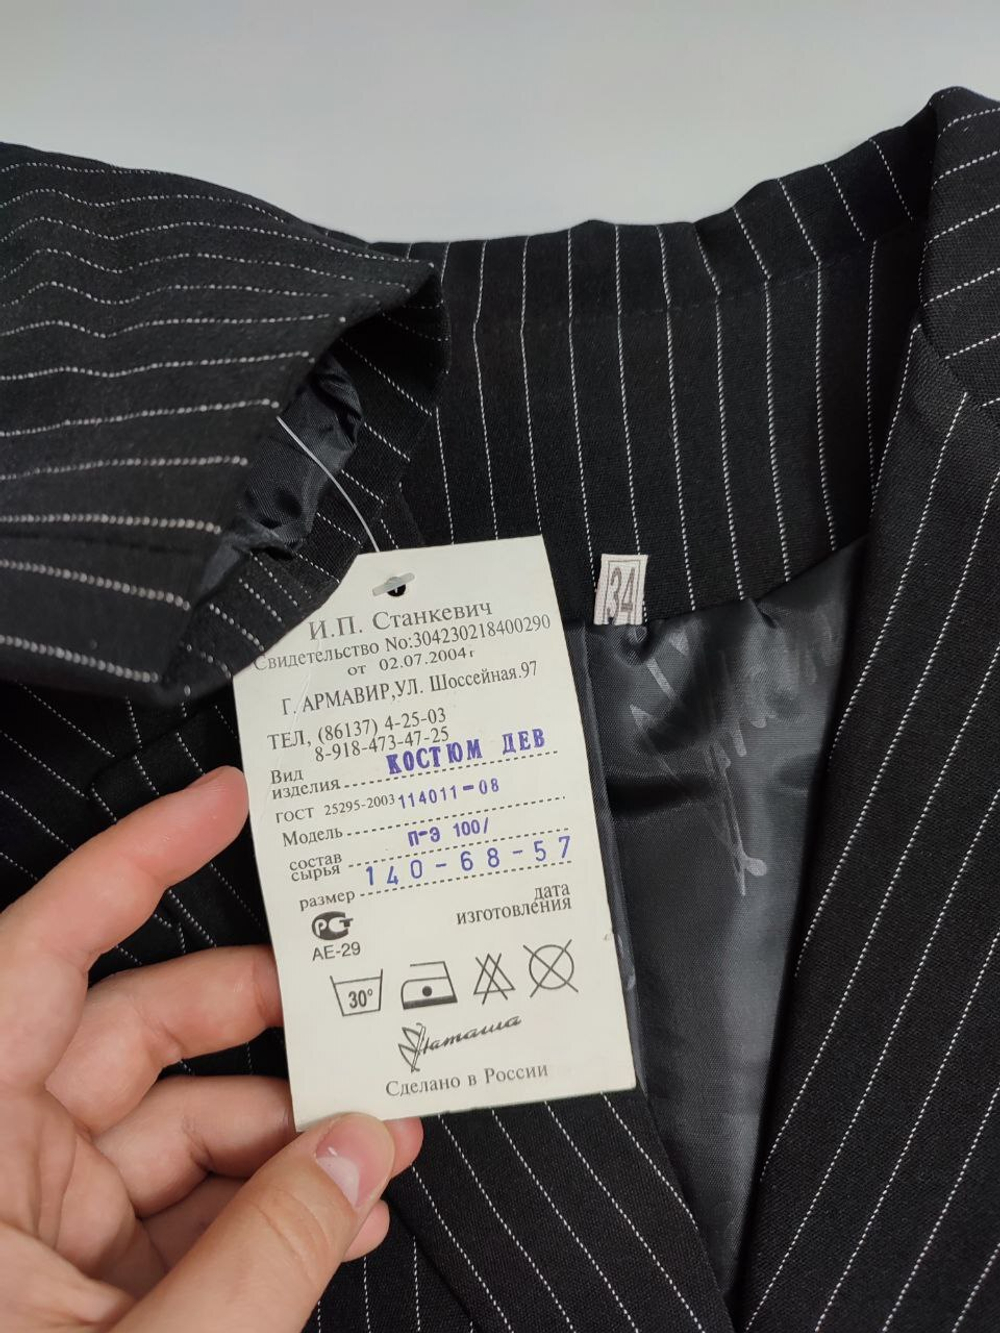 И.П. Станкевич
Свидетельство No:304230218400290
от 02.07.2004г
Г. АРМАВИР,УЛ. Шоссейная.97
ТЕЛ, (86137) 4-25-03
8-918-473-47-25
Вид
изделия КОСТЮМ ДЕВ
ГОСТ 25295-2003 114011-08
Модель П-Э 100/
состав
сырья 140-68-57
размер
дата
изготовления
РСТ
АЕ-29
30°
Наташа
Сделано в России
34